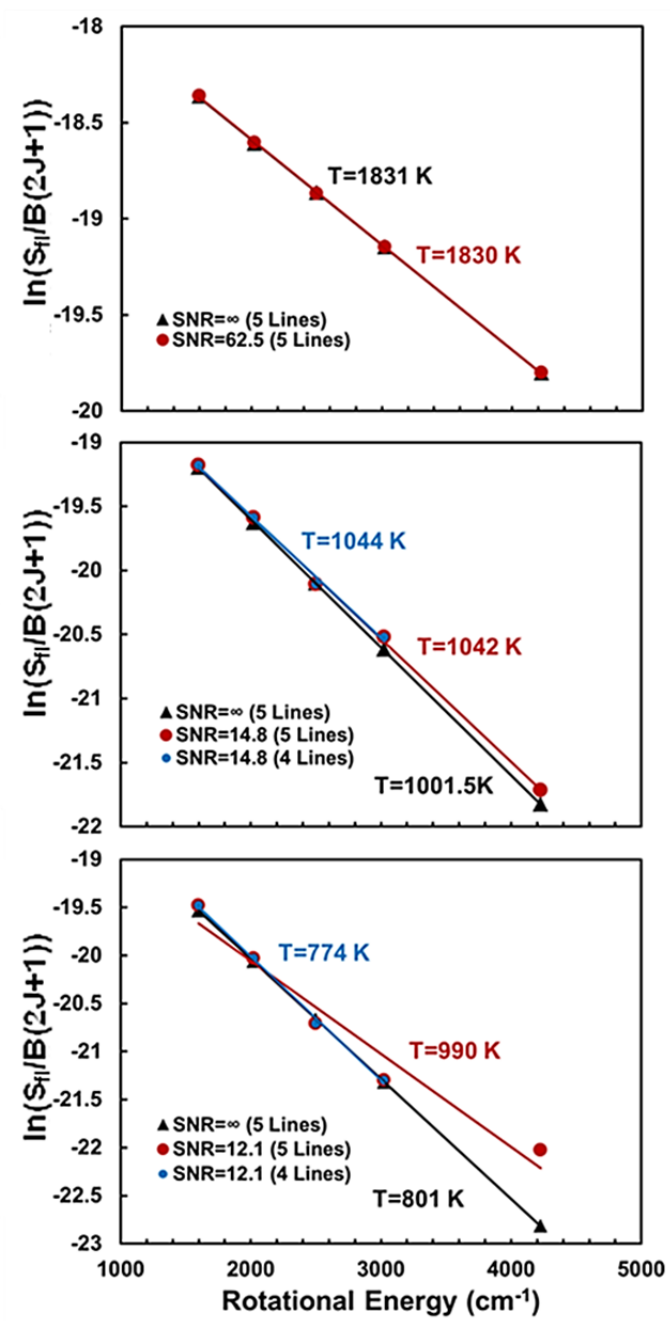 -18
-18.5
-19
-19.5
-20
ln(S_fl/B(2J+1))
T=1831 K
T=1830 K
▲SNR=∞ (5 Lines)
●SNR=62.5 (5 Lines)
-19
-19.5
-20
-20.5
-21
-21.5
-22
ln(S_fl/B(2J+1))
T=1044 K
T=1042 K
T=1001.5K
▲SNR=∞ (5 Lines)
●SNR=14.8 (5 Lines)
●SNR=14.8 (4 Lines)
-19
-19.5
-20
-20.5
-21
-21.5
-22
-22.5
-23
ln(S_fl/B(2J+1))
T=774 K
T=990 K
T=801 K
▲SNR=∞ (5 Lines)
●SNR=12.1 (5 Lines)
●SNR=12.1 (4 Lines)
1000 2000 3000 4000 5000
Rotational Energy (cm⁻¹)